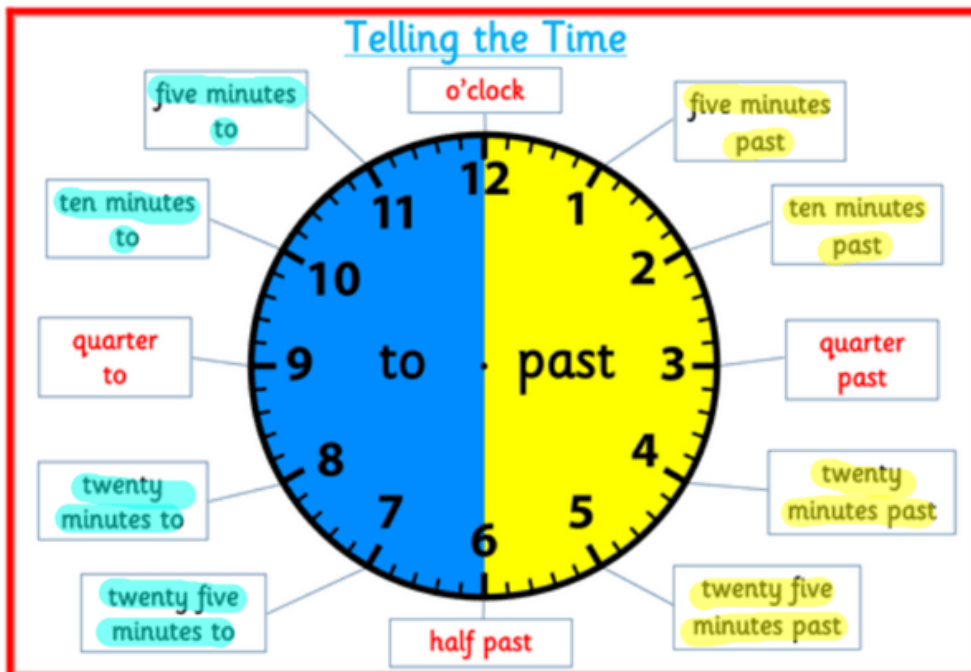 Telling the Time
o'clock
five minutes
to
five minutes
past
ten minutes
to
ten minutes
past
quarter
to
quarter
past
twenty
minutes to
twenty
minutes past
twenty five
minutes to
twenty five
minutes past
half past
12
1
2
3
4
5
6
7
8
9
10
11
to
past